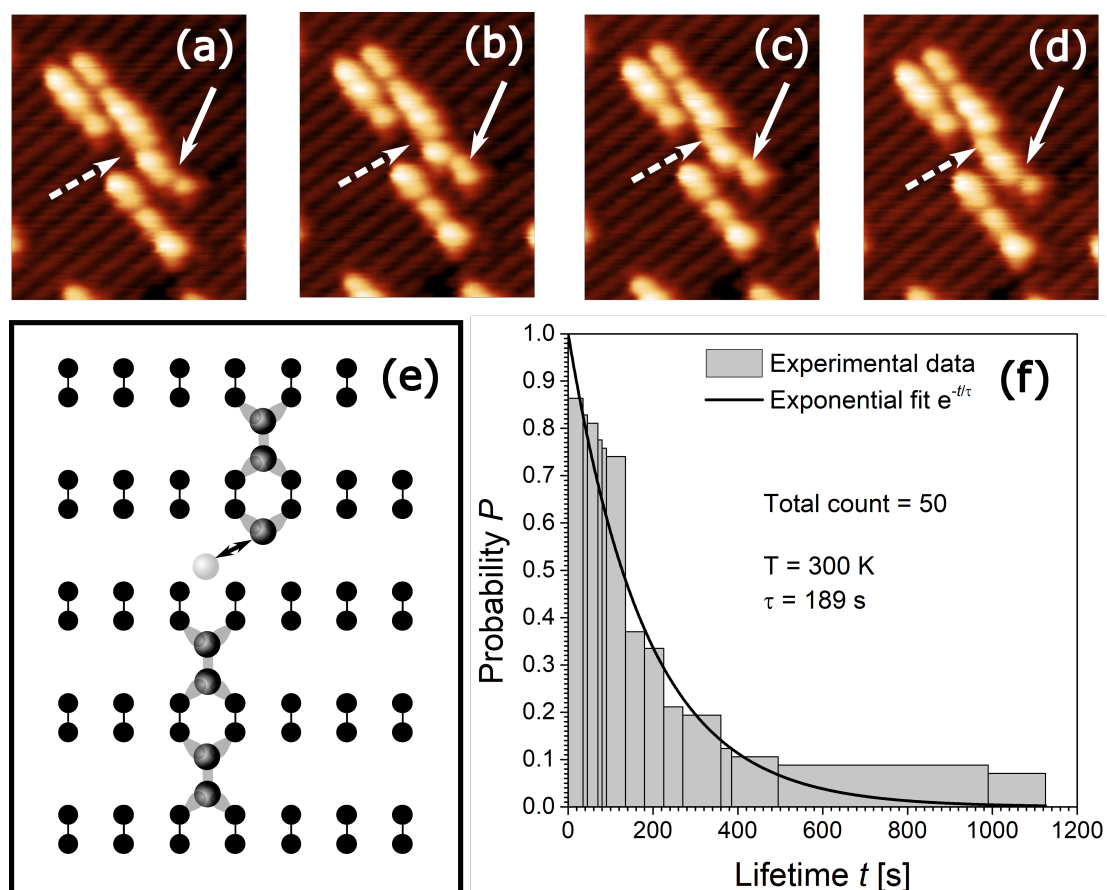 (a)
(b)
(c)
(d)
(e)
(f)
1.0
0.9
0.8
0.7
0.6
0.5
0.4
0.3
0.2
0.1
0.0
Probability P
Experimental data
Exponential fit e^-t/τ
Total count = 50
T = 300 K
τ = 189 s
0 200 400 600 800 1000 1200
Lifetime t [s]